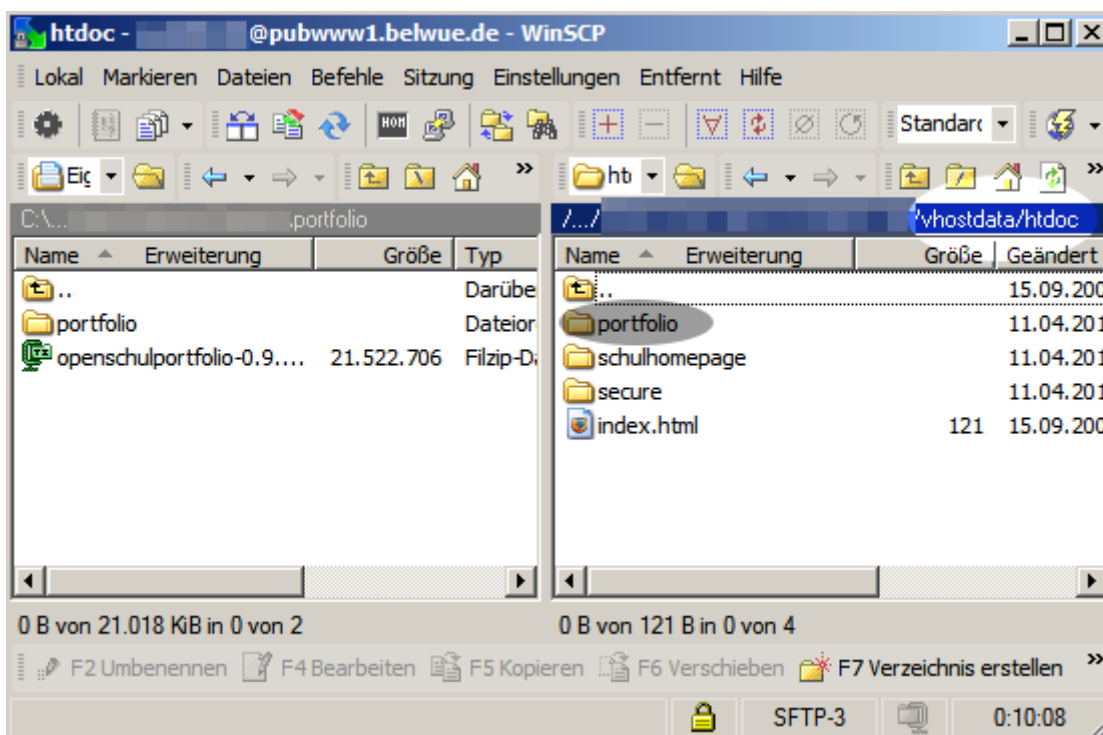 htdoc - @pubwww1.belwue.de - WinSCP
Lokal Markieren Dateien Befehle Sitzung Einstellungen Entfernt Hilfe
Standarc
Eig
htı
C:\... .portfolio
/.../ /vhostdata/htdoc
Name Erweiterung Größe Typ
Name Erweiterung Größe Geändert
.. Darübe
.. 15.09.200
portfolio Dateior
portfolio 11.04.201
openschulportfolio-0.9.... 21.522.706 Filzip-Da
schulhomepage 11.04.201
secure 11.04.201
index.html 121 15.09.200
0 B von 21.018 KiB in 0 von 2
0 B von 121 B in 0 von 4
F2 Umbenennen F4 Bearbeiten F5 Kopieren F6 Verschieben F7 Verzeichnis erstellen
SFTP-3 0:10:08